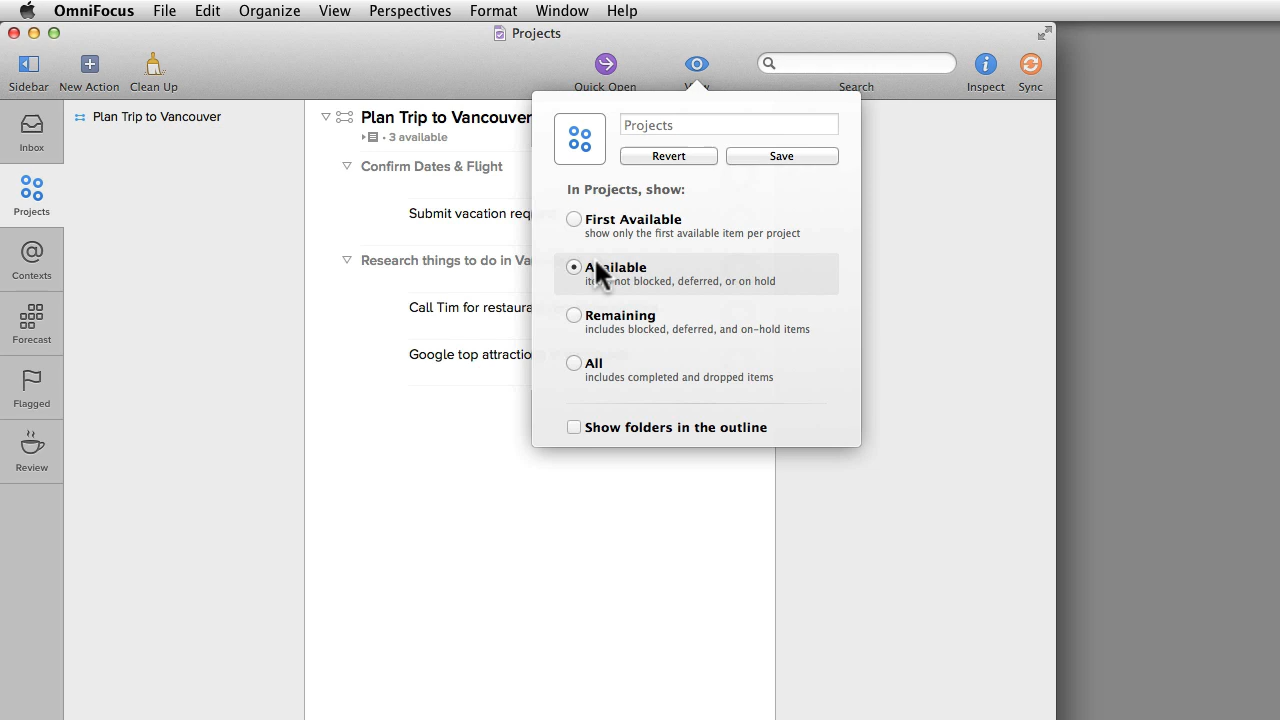 OmniFocus File Edit Organize View Perspectives Format Window Help
Projects
Sidebar New Action Clean Up Quick Open Search Inspect Sync
Inbox
Projects
Contexts
Forecast
Flagged
Review
Plan Trip to Vancouver
Plan Trip to Vancouver
3 available
Confirm Dates & Flight
Submit vacation
Research things to do in
Call Tim for
Google top
Projects
Revert Save
In Projects, show:
First Available
show only the first available item per project
Available
not blocked, deferred, or on hold
Remaining
includes blocked, deferred, and on-hold items
All
includes completed and dropped items
Show folders in the outline